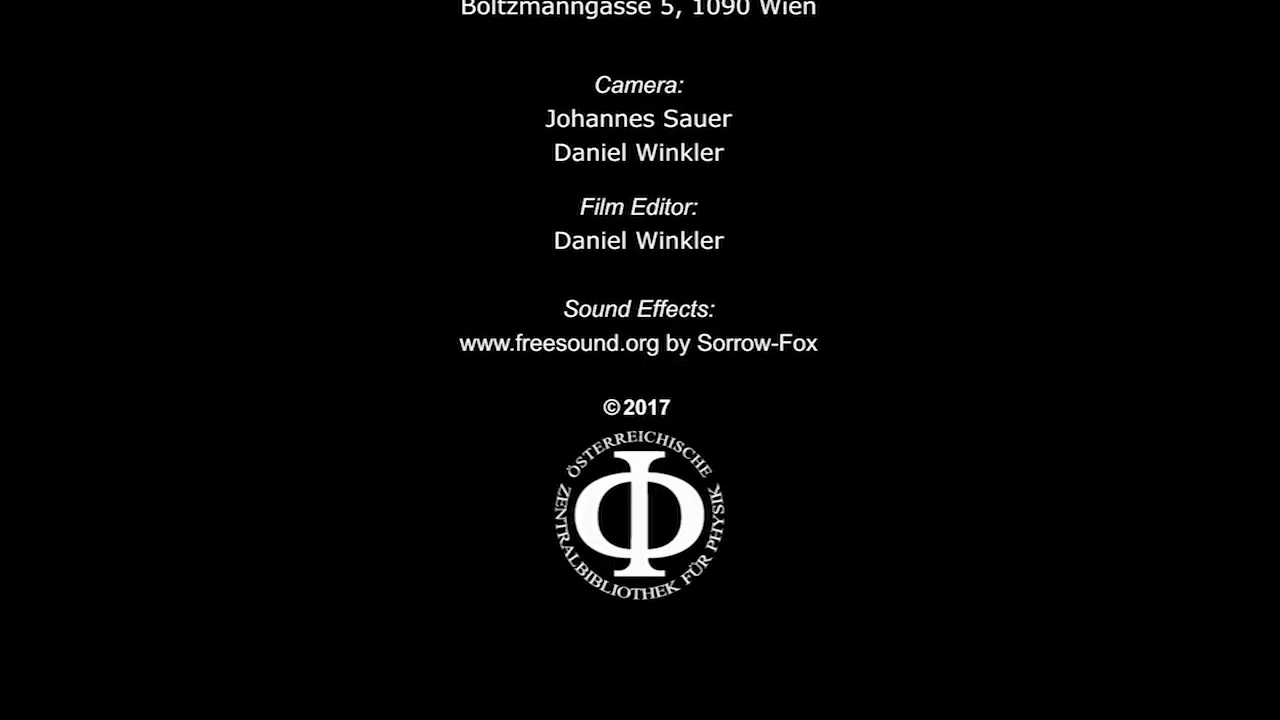 Boltzmanngasse 5, 1090 Wien
Camera:
Johannes Sauer
Daniel Winkler
Film Editor:
Daniel Winkler
Sound Effects:
www.freesound.org by Sorrow-Fox
©2017
ÖSTERREICHISCHE
ZENTRALBIBLIOTHEK FÜR PHYSIK
Φ